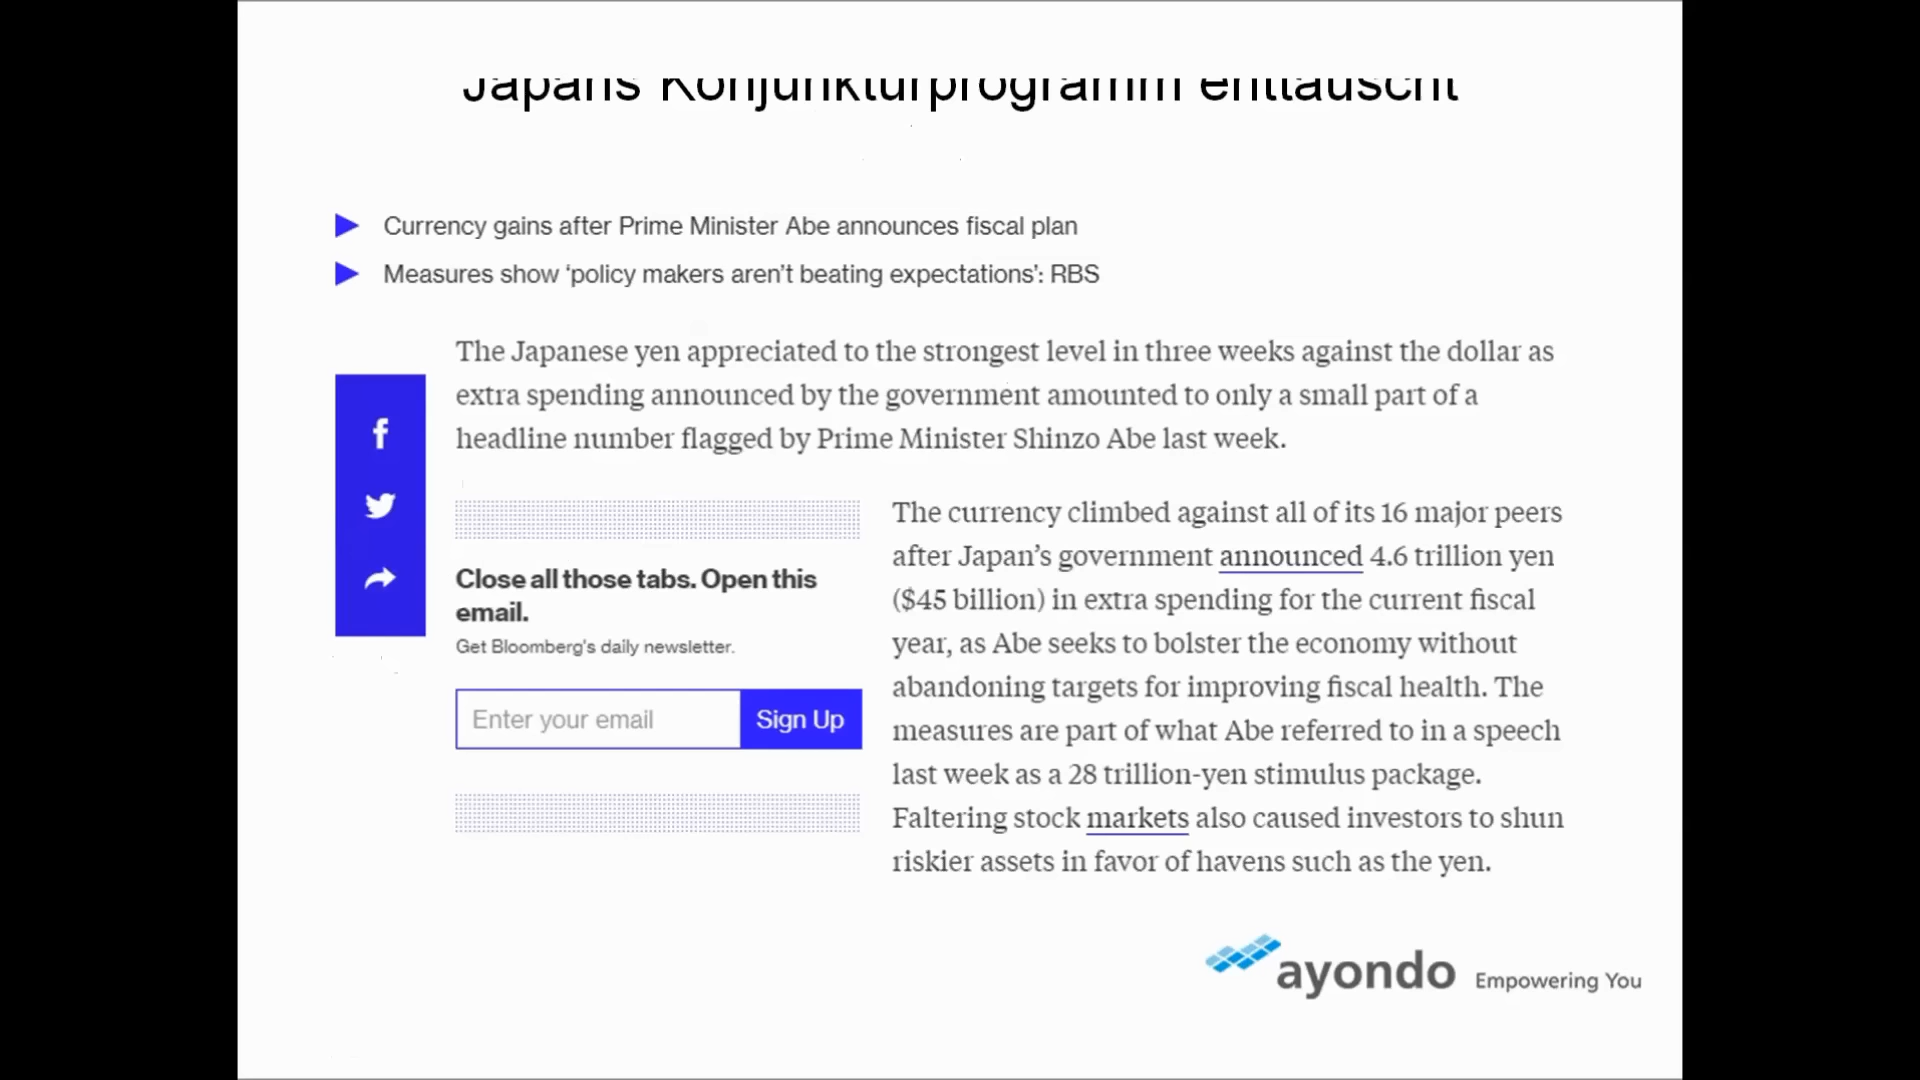 Japans Konjunkturprogramm enttäuscht
Currency gains after Prime Minister Abe announces fiscal plan
Measures show ‘policy makers aren’t beating expectations’: RBS
The Japanese yen appreciated to the strongest level in three weeks against the dollar as
extra spending announced by the government amounted to only a small part of a
headline number flagged by Prime Minister Shinzo Abe last week.
Close all those tabs. Open this
email.
Get Bloomberg's daily newsletter.
Enter your email
Sign Up
The currency climbed against all of its 16 major peers
after Japan’s government announced 4.6 trillion yen
($45 billion) in extra spending for the current fiscal
year, as Abe seeks to bolster the economy without
abandoning targets for improving fiscal health. The
measures are part of what Abe referred to in a speech
last week as a 28 trillion-yen stimulus package.
Faltering stock markets also caused investors to shun
riskier assets in favor of havens such as the yen.
ayondo Empowering You